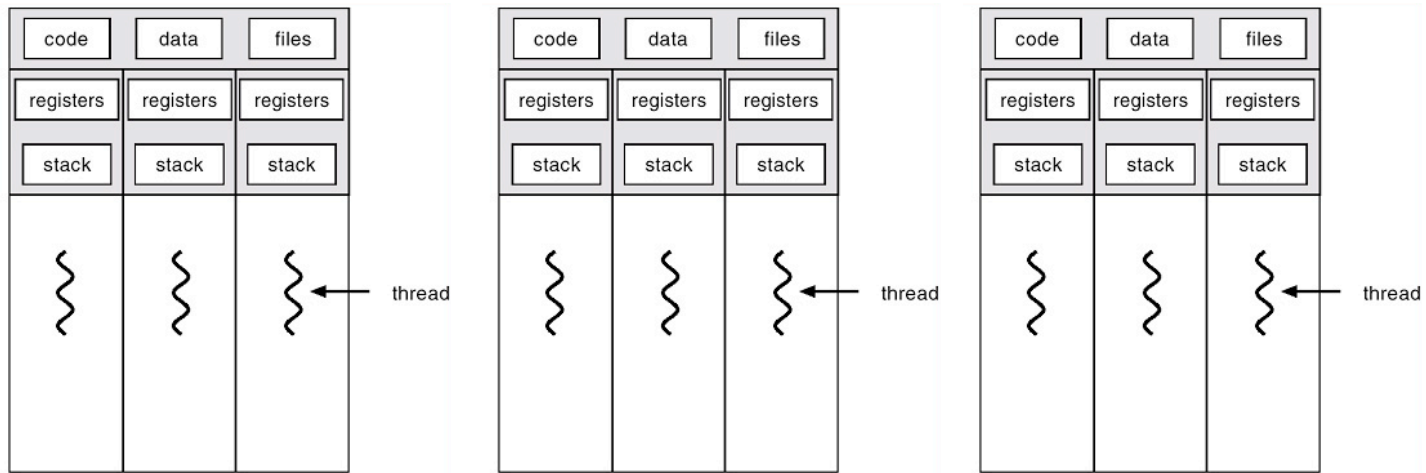 code data files code data files code data files
registers registers registers registers registers registers registers registers registers
stack stack stack stack stack stack stack stack stack
thread thread thread